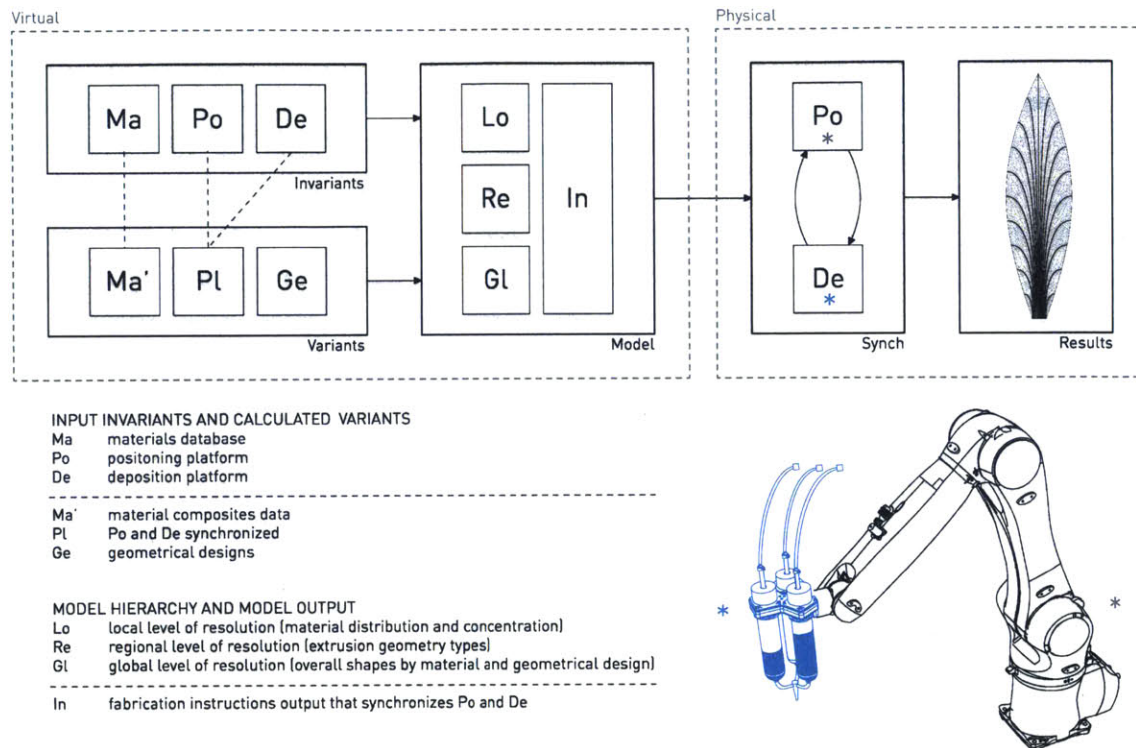 Virtual
Physical
Ma Po De
Invariants
Ma´ Pl Ge
Variants
Lo
Re
Gl
In
Model
Po
*
De
*
Synch
Results
INPUT INVARIANTS AND CALCULATED VARIANTS
Ma materials database
Po positoning platform
De deposition platform
Ma´ material composites data
Pl Po and De synchronized
Ge geometrical designs
MODEL HIERARCHY AND MODEL OUTPUT
Lo local level of resolution (material distribution and concentration)
Re regional level of resolution (extrusion geometry types)
Gl global level of resolution (overall shapes by material and geometrical design)
In fabrication instructions output that synchronizes Po and De
*
*